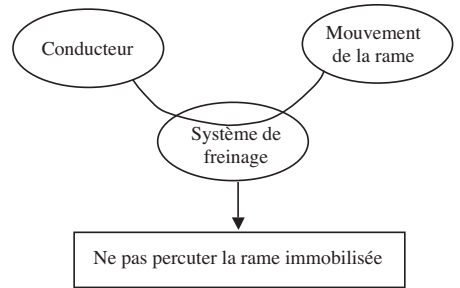 Conducteur
Mouvement
de la rame
Système de
freinage
Ne pas percuter la rame immobilisée